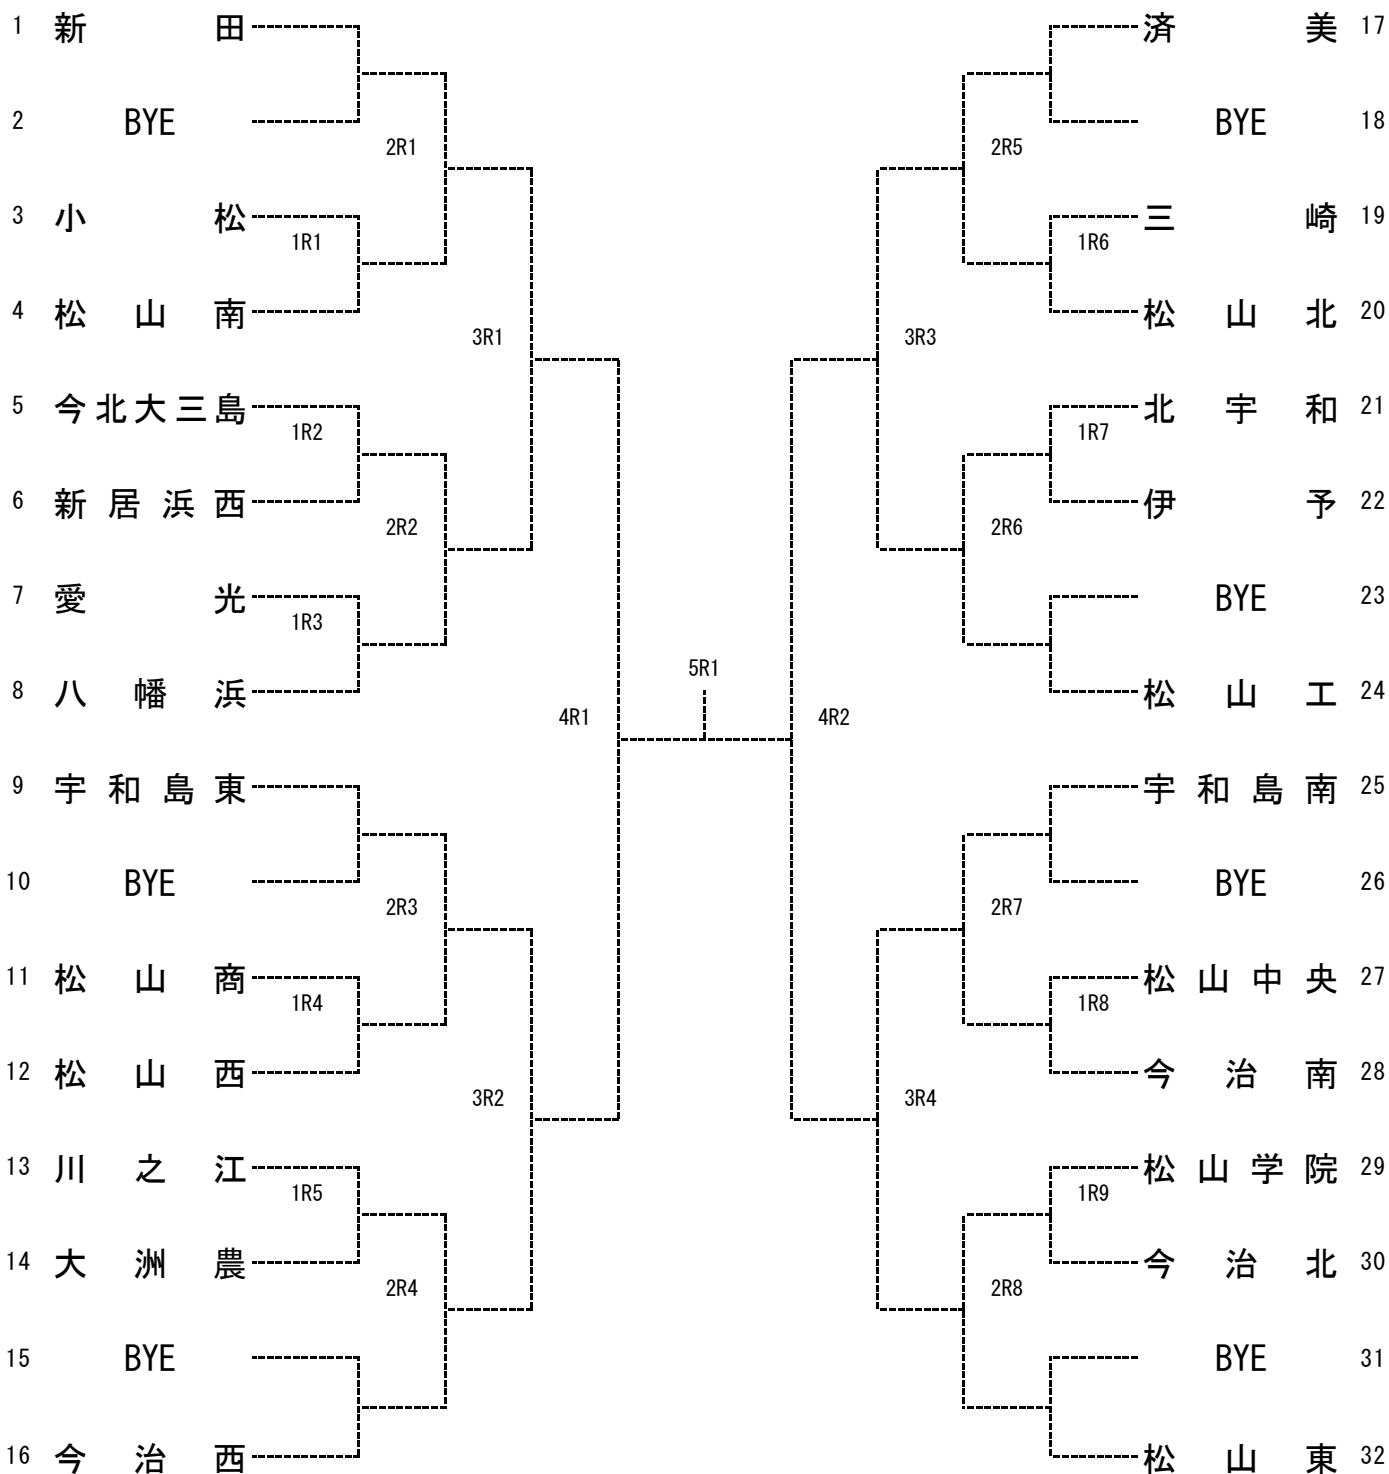 1 新田
2 BYE
2R1
3 小松
1R1
4 松山南
3R1
5 今北大三島
1R2
6 新居浜西
2R2
7 愛光
1R3
8 八幡浜
4R1
9 宇和島東
10 BYE
2R3
11 松山商
1R4
12 松山西
3R2
13 川之江
1R5
14 大洲農
2R4
15 BYE
16 今治西
5R1
済美 17
BYE 18
2R5
三崎 19
1R6
松山北 20
3R3
北宇和 21
1R7
伊予 22
2R6
BYE 23
松山工 24
4R2
宇和島南 25
BYE 26
2R7
松山中央 27
1R8
今治南 28
3R4
松山学院 29
1R9
今治北 30
2R8
BYE 31
松山東 32